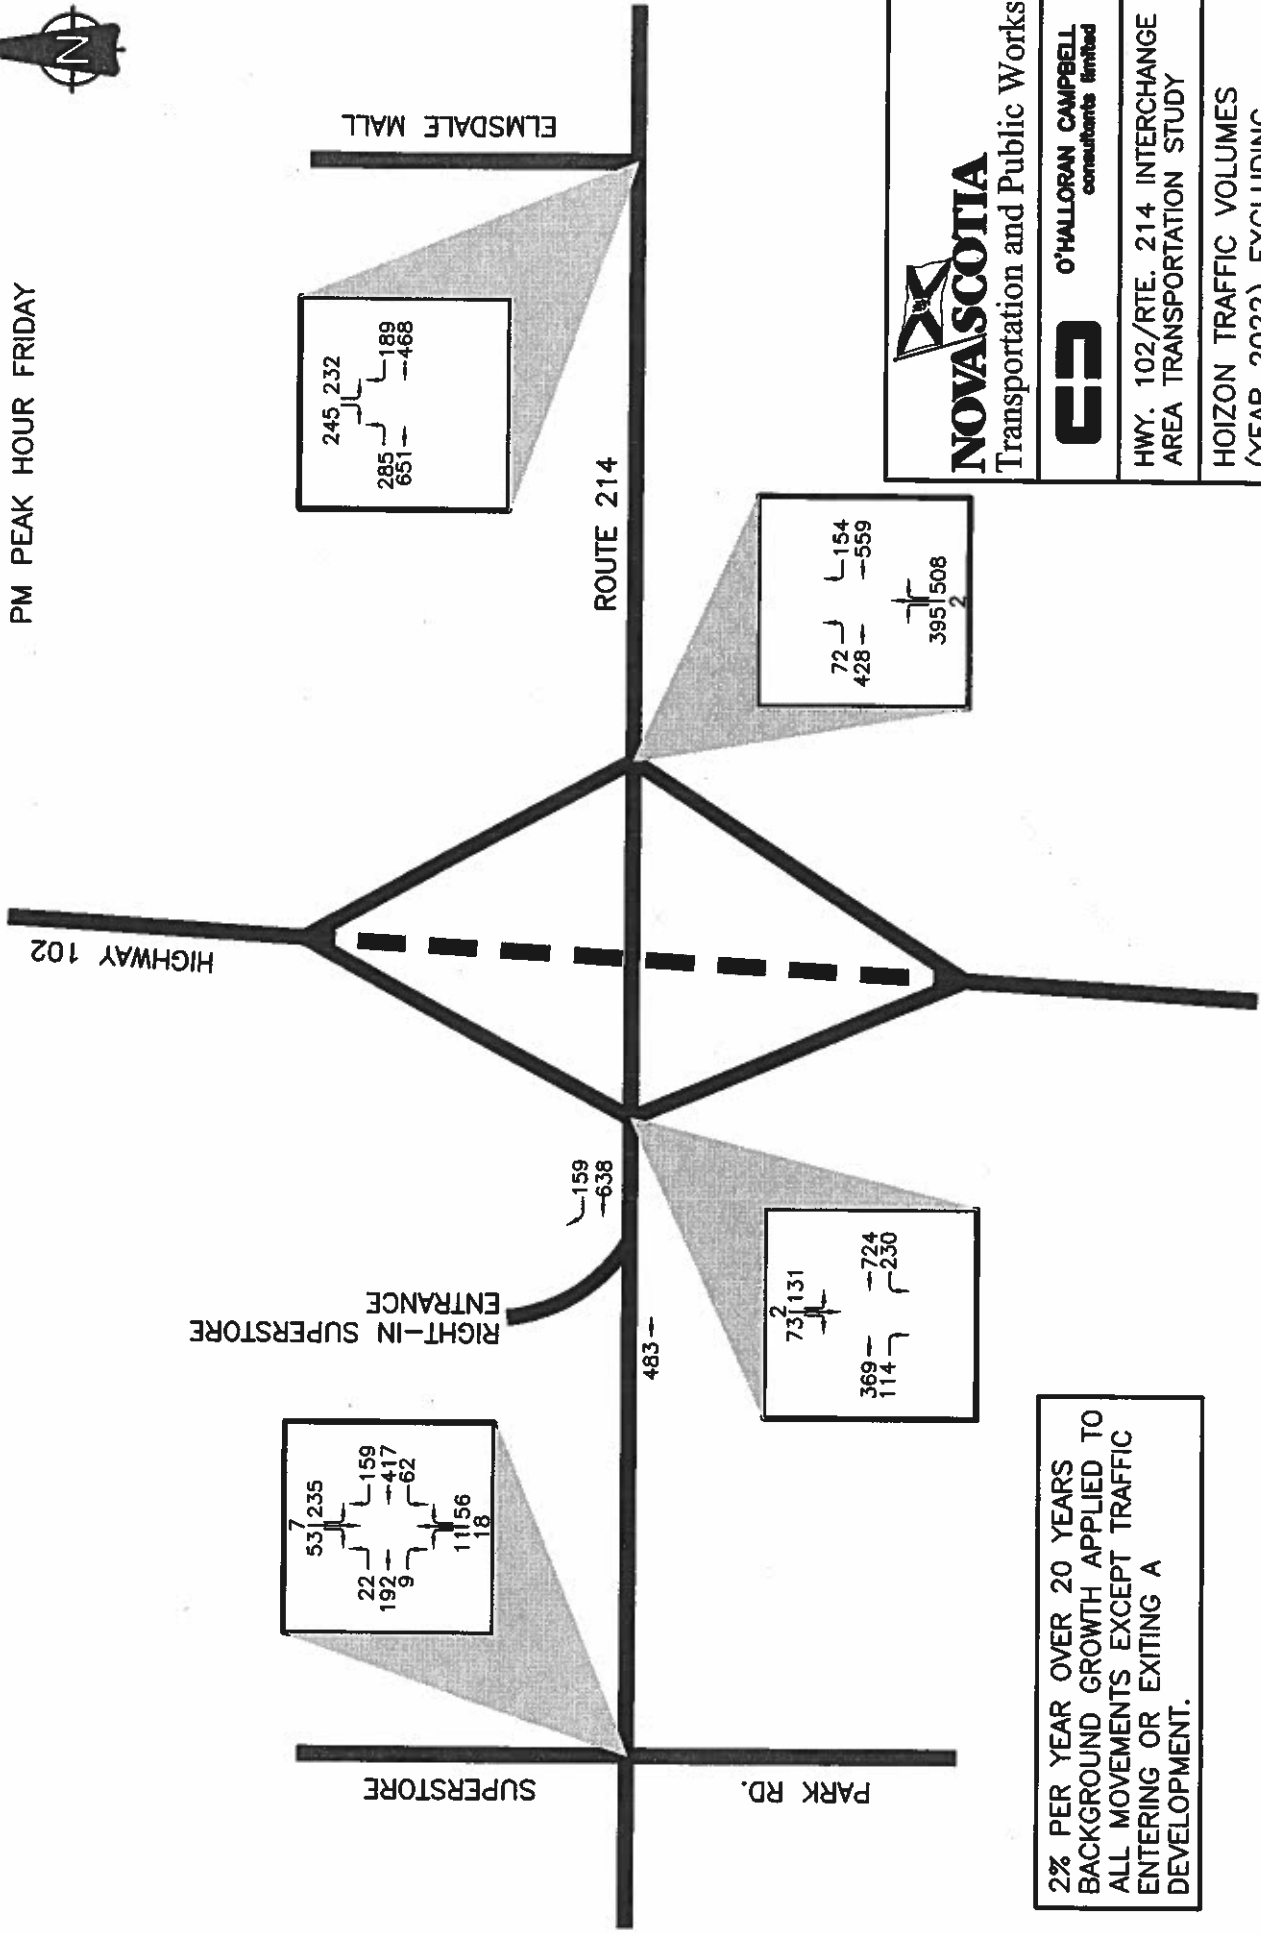 PM PEAK HOUR FRIDAY
N
ELMSDALE MALL
245 232
285 189
651 468
ROUTE 214
HIGHWAY 102
72 154
428 559
395 508
2
159
638
RIGHT-IN SUPERSTORE
ENTRANCE
483
2
73 131
369 724
114 230
7
53 235
22 159
192 417
9 62
11 56
18
SUPERSTORE
PARK RD.
2% PER YEAR OVER 20 YEARS
BACKGROUND GROWTH APPLIED TO
ALL MOVEMENTS EXCEPT TRAFFIC
ENTERING OR EXITING A
DEVELOPMENT.
NOVASCOTIA
Transportation and Public Works
O'HALLORAN CAMPBELL
consultants limited
HWY. 102/RTE. 214 INTERCHANGE
AREA TRANSPORTATION STUDY
HOIZON TRAFFIC VOLUMES
(YEAR 2022) EXCLUDING